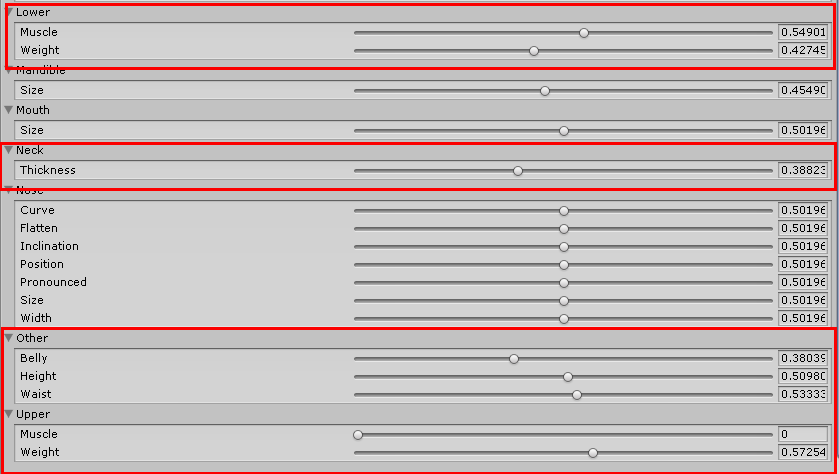 Lower
Muscle 0.54901
Weight 0.42745
Mandible
Size 0.45490
Mouth
Size 0.50196
Neck
Thickness 0.38823
Nose
Curve 0.50196
Flatten 0.50196
Inclination 0.50196
Position 0.50196
Pronounced 0.50196
Size 0.50196
Width 0.50196
Other
Belly 0.38039
Height 0.50980
Waist 0.53333
Upper
Muscle 0
Weight 0.57254